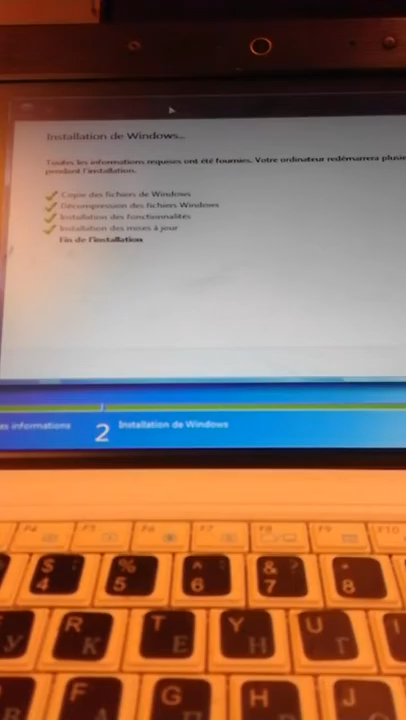 Installation de Windows...
Toutes les informations requises ont été fournies. Votre ordinateur redémarrera
pendant l'installation.
Copie des fichiers de Windows
Décompression des fichiers Windows
Installation des fonctionnalités
Installation des mises à jour
Fin de l'installation
informations 2 Installation de Windows
F4 F5 F6 F7 F8 F9 F10
$ % ^ & *
4 5 6 7 8
У R К T Е Y Н U Г I
F А G П H J